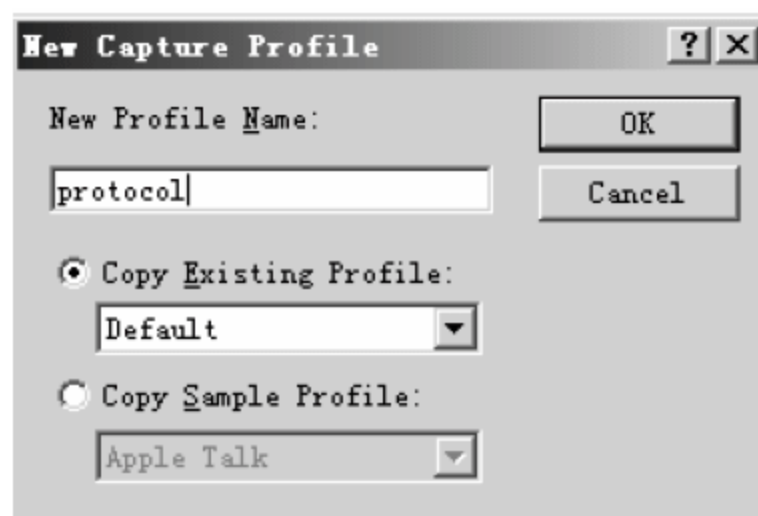 New Capture Profile
New Profile Name:
OK
protocol
Cancel
Copy Existing Profile:
Default
Copy Sample Profile:
Apple Talk